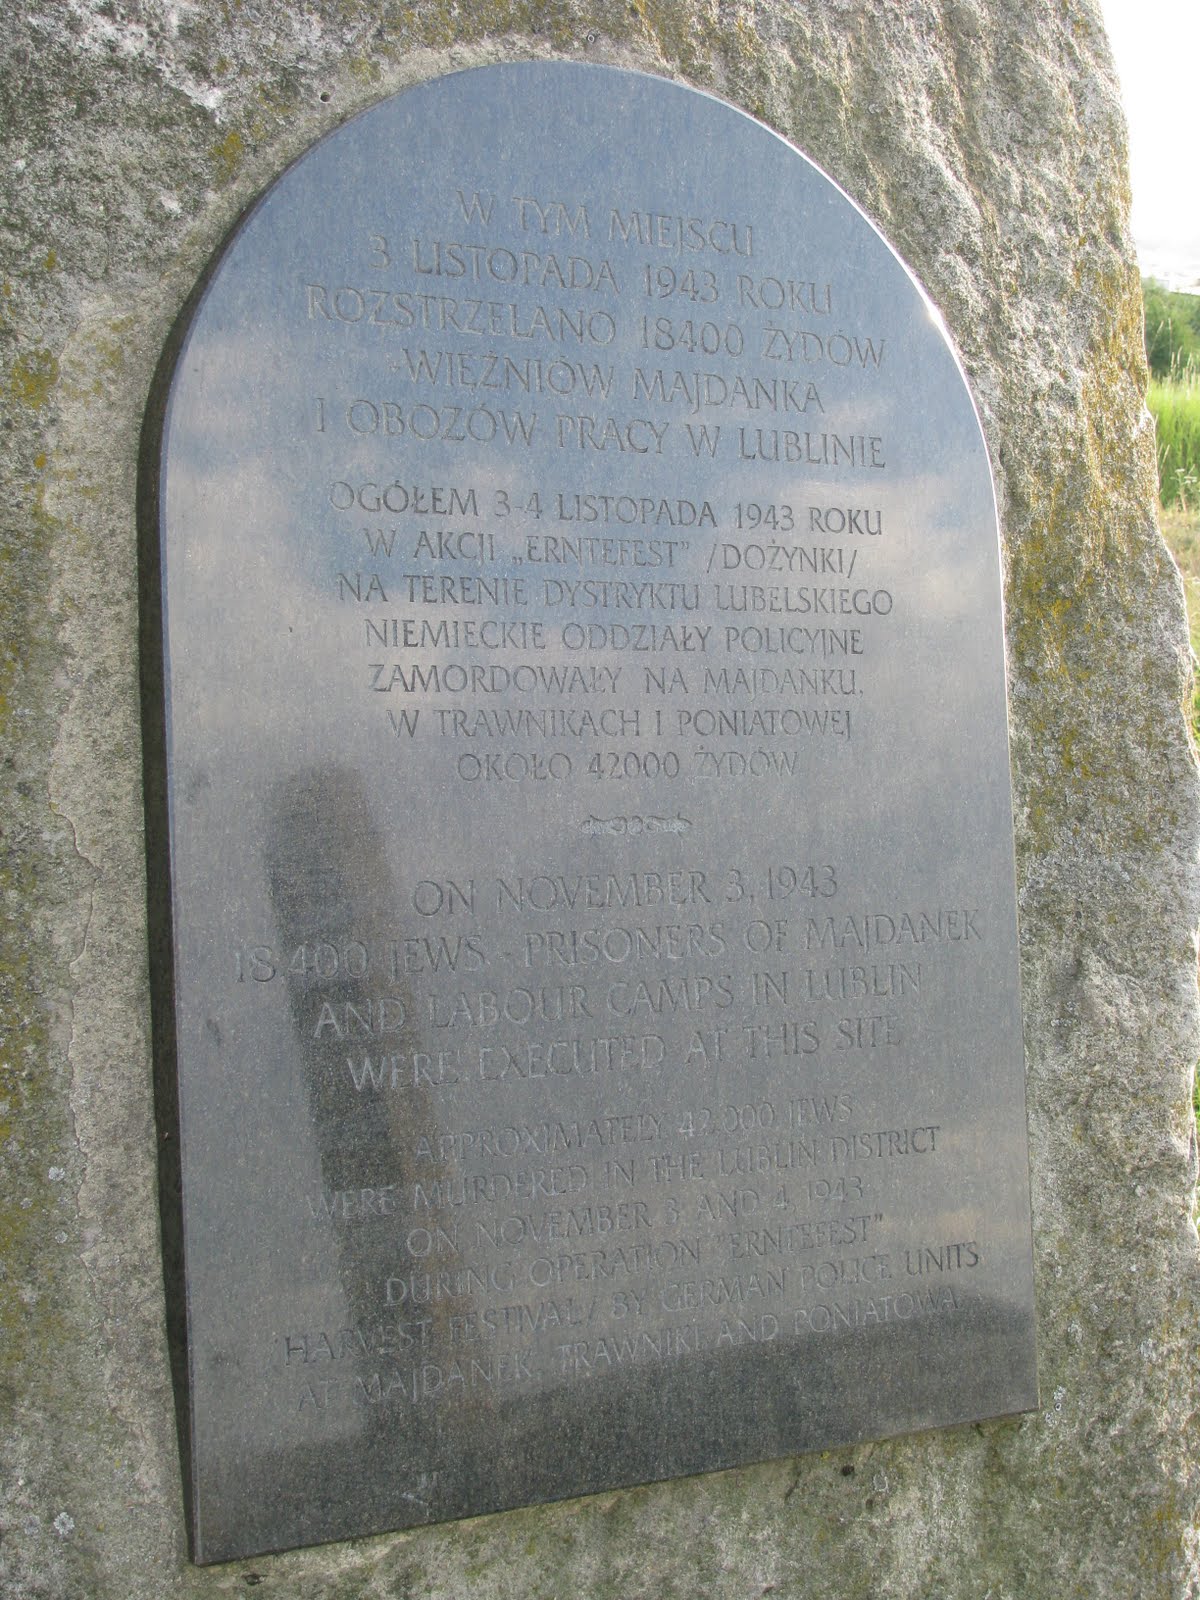 W TYM MIEJSCU
3 LISTOPADA 1943 ROKU
ROZSTRZELANO 18400 ŻYDÓW
-WIĘŹNIÓW MAJDANKA
I OBOZÓW PRACY W LUBLINIE
OGÓŁEM 3-4 LISTOPADA 1943 ROKU
W AKCJI „ERNTEFEST" /DOŻYNKI/
NA TERENIE DYSTRYKTU LUBELSKIEGO
NIEMIECKIE ODDZIAŁY POLICYJNE
ZAMORDOWAŁY NA MAJDANKU,
W TRAWNIKACH I PONIATOWEJ
OKOŁO 42000 ŻYDÓW
ON NOVEMBER 3, 1943
18.400 JEWS - PRISONERS OF MAJDANEK
AND LABOUR CAMPS IN LUBLIN
WERE EXECUTED AT THIS SITE
APPROXIMATELY 42.000 JEWS
WERE MURDERED IN THE LUBLIN DISTRICT
ON NOVEMBER 3 AND 4, 1943
DURING OPERATION "ERNTEFEST"
HARVEST FESTIVAL/ BY GERMAN POLICE UNITS
AT MAJDANEK, TRAWNIKI AND PONIATOWA